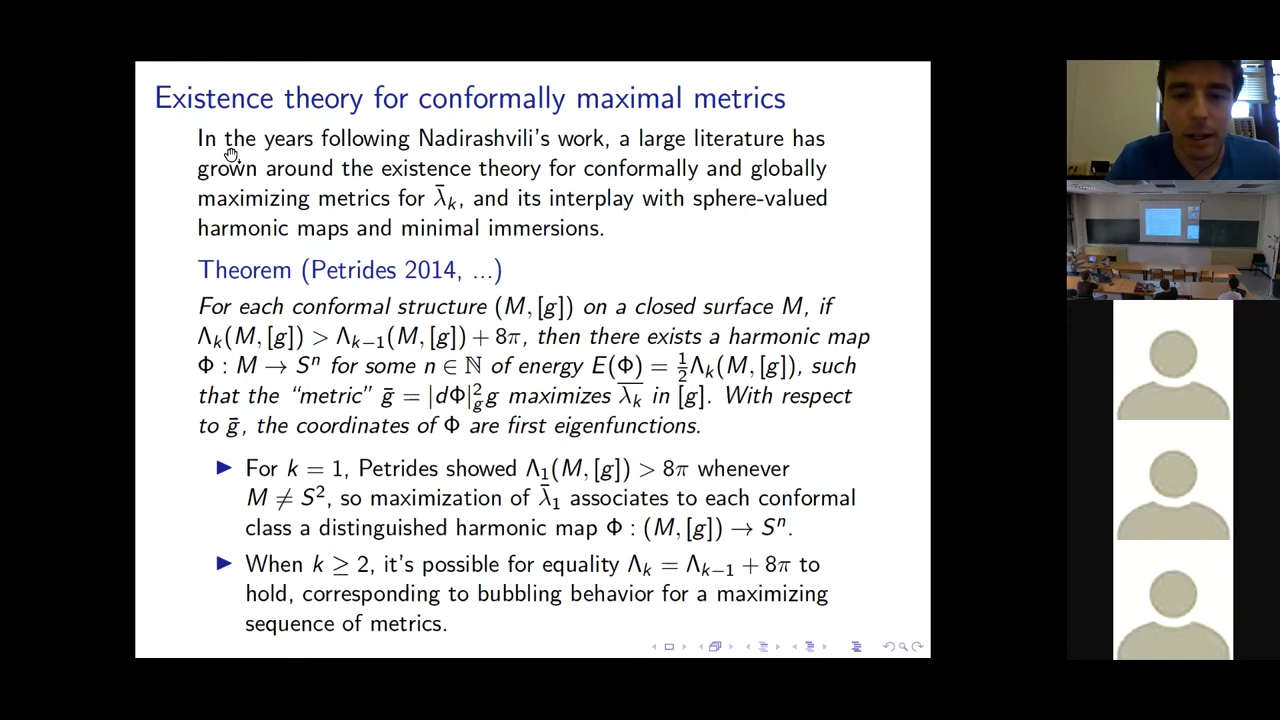 Existence theory for conformally maximal metrics
In the years following Nadirashvili's work, a large literature has
grown around the existence theory for conformally and globally
maximizing metrics for λ̄ₖ, and its interplay with sphere-valued
harmonic maps and minimal immersions.
Theorem (Petrides 2014, ...)
For each conformal structure (M, [g]) on a closed surface M, if
Λₖ(M, [g]) > Λₖ₋₁(M, [g]) + 8π, then there exists a harmonic map
Φ : M → Sⁿ for some n ∈ ℕ of energy E(Φ) = ½Λₖ(M, [g]), such
that the “metric” ḡ = |dΦ|²_g g maximizes λ̄ₖ in [g]. With respect
to ḡ, the coordinates of Φ are first eigenfunctions.
▶ For k = 1, Petrides showed Λ₁(M, [g]) > 8π whenever
M ≠ S², so maximization of λ̄₁ associates to each conformal
class a distinguished harmonic map Φ : (M, [g]) → Sⁿ.
▶ When k ≥ 2, it's possible for equality Λₖ = Λₖ₋₁ + 8π to
hold, corresponding to bubbling behavior for a maximizing
sequence of metrics.